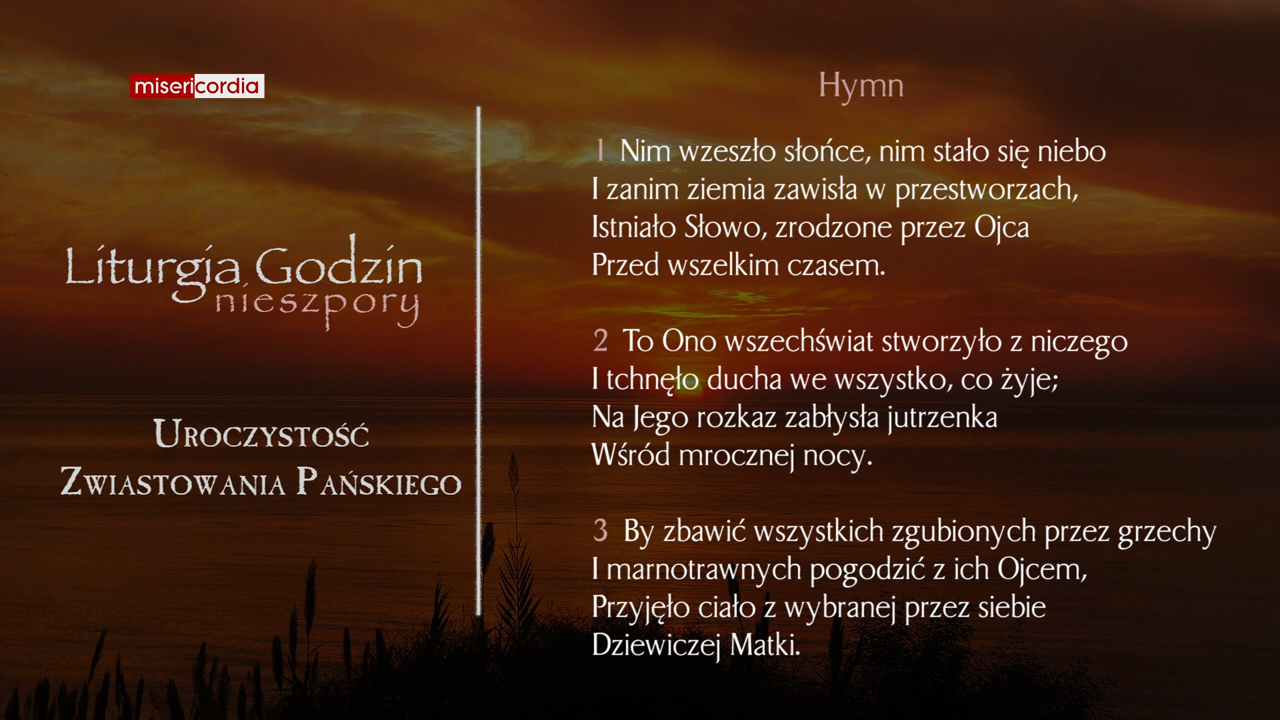 misericordia
Liturgia Godzin
nieszpory
Uroczystość
Zwiastowania Pańskiego
Hymn
1 Nim wzeszło słońce, nim stało się niebo
I zanim ziemia zawisła w przestworzach,
Istniało Słowo, zrodzone przez Ojca
Przed wszelkim czasem.
2 To Ono wszechświat stworzyło z niczego
I tchnęło ducha we wszystko, co żyje;
Na Jego rozkaz zabłysła jutrzenka
Wśród mrocznej nocy.
3 By zbawić wszystkich zgubionych przez grzechy
I marnotrawnych pogodzić z ich Ojcem,
Przyjęło ciało z wybranej przez siebie
Dziewiczej Matki.